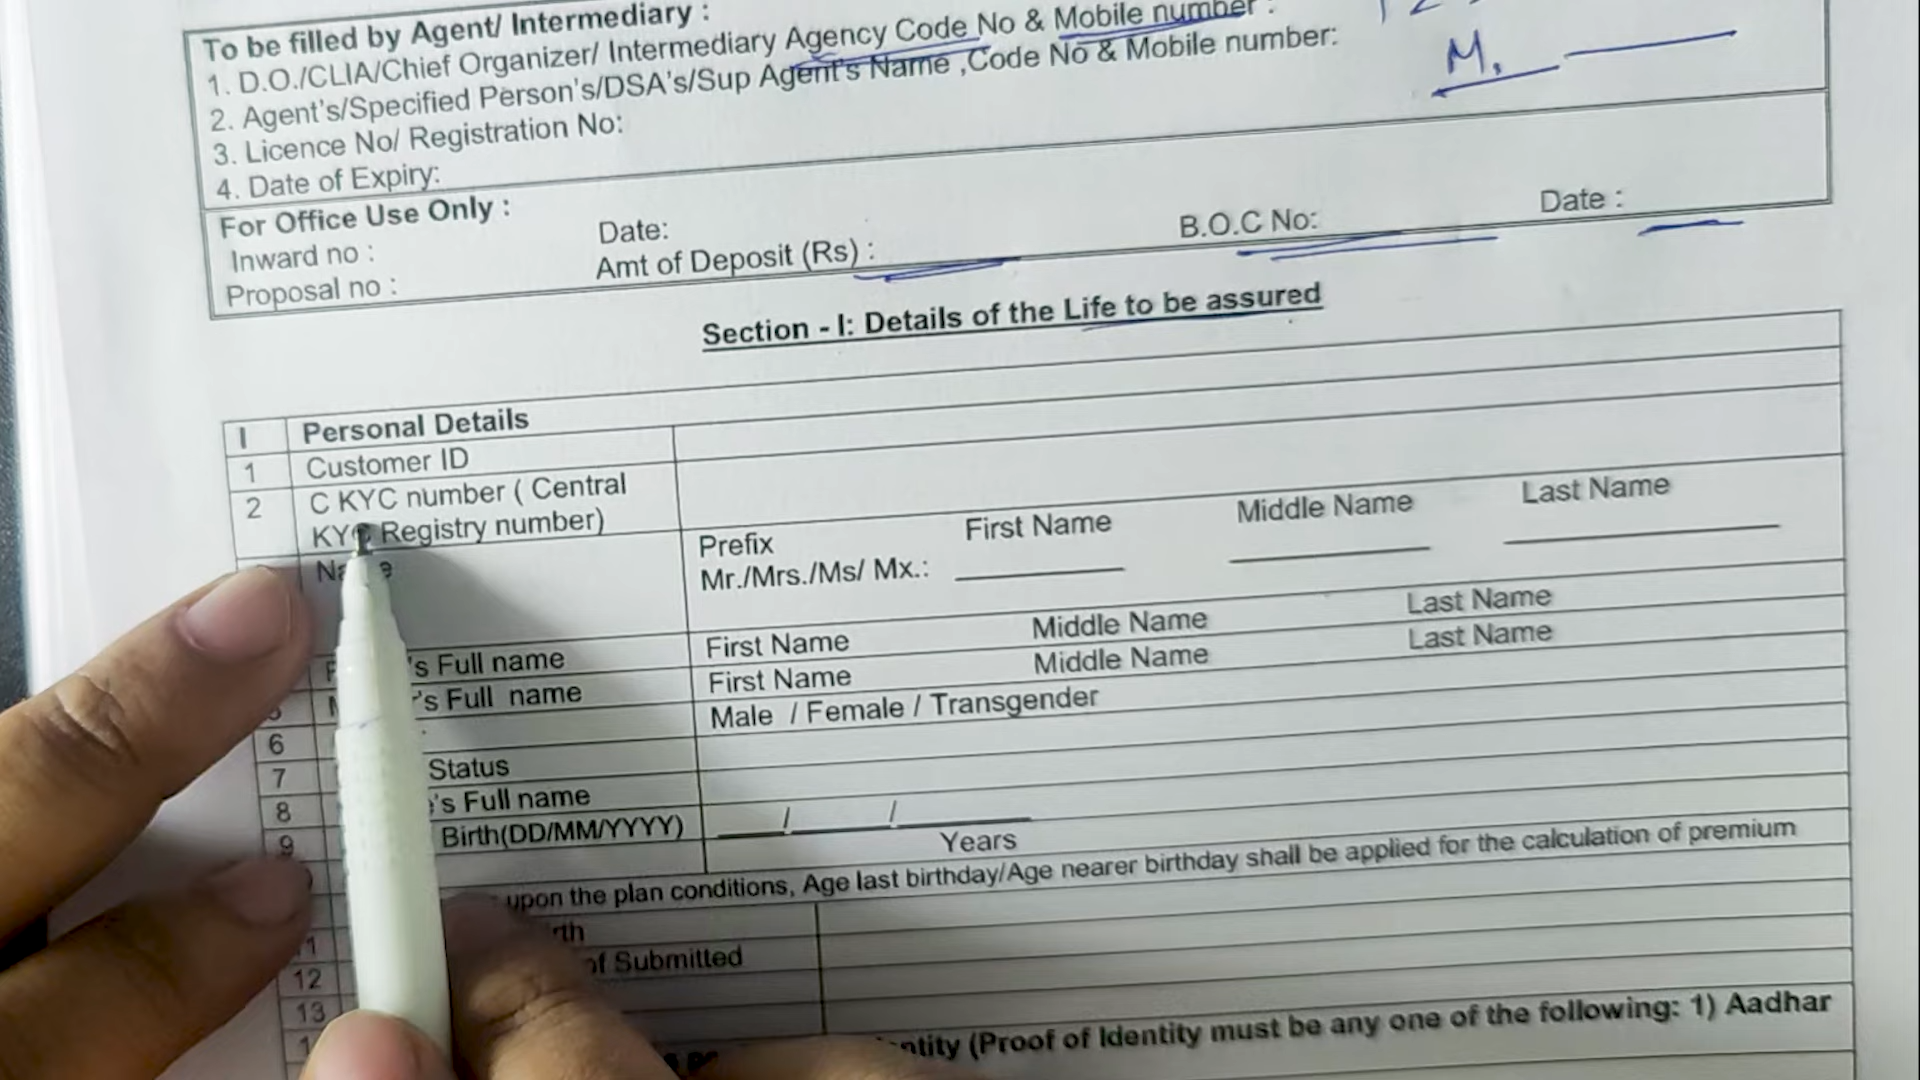 To be filled by Agent/ Intermediary :
1. D.O./CLIA/Chief Organizer/ Intermediary Agency Code No & Mobile number :
2. Agent's/Specified Person's/DSA's/Sup Agent's Name ,Code No & Mobile number:
M.
3. Licence No/ Registration No:
4. Date of Expiry:
For Office Use Only :
Inward no : Date: B.O.C No: Date :
Proposal no : Amt of Deposit (Rs) :
Section - I: Details of the Life to be assured
I Personal Details
1 Customer ID
2 C KYC number ( Central
KYC Registry number)
Prefix First Name Middle Name Last Name
Mr./Mrs./Ms/ Mx.:
's Full name First Name Middle Name Last Name
's Full name First Name Middle Name Last Name
6 Male / Female / Transgender
7 Status
8 's Full name
9 Birth(DD/MM/YYYY) / /
Years
upon the plan conditions, Age last birthday/Age nearer birthday shall be applied for the calculation of premium
12 of Submitted
13
(Proof of Identity must be any one of the following: 1) Aadhar